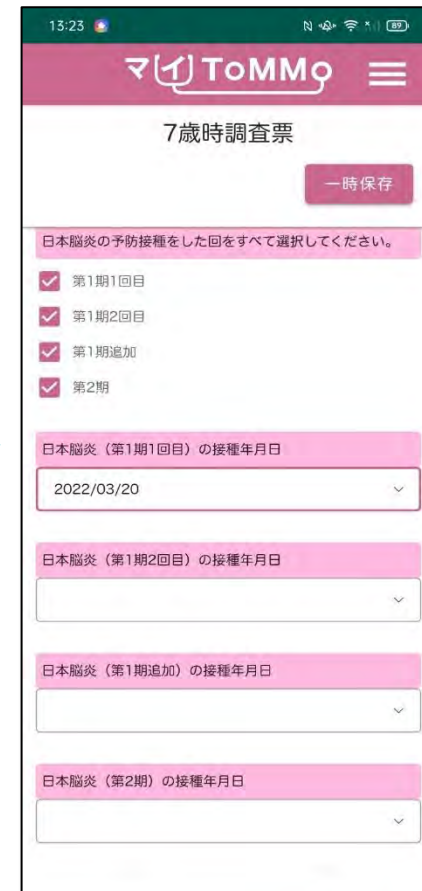 13:23 89
マイToMMo
7歳時調査票
一時保存
日本脳炎の予防接種をした回をすべて選択してください。
第1期1回目
第1期2回目
第1期追加
第2期
日本脳炎（第1期1回目）の接種年月日
2022/03/20
日本脳炎（第1期2回目）の接種年月日
日本脳炎（第1期追加）の接種年月日
日本脳炎（第2期）の接種年月日